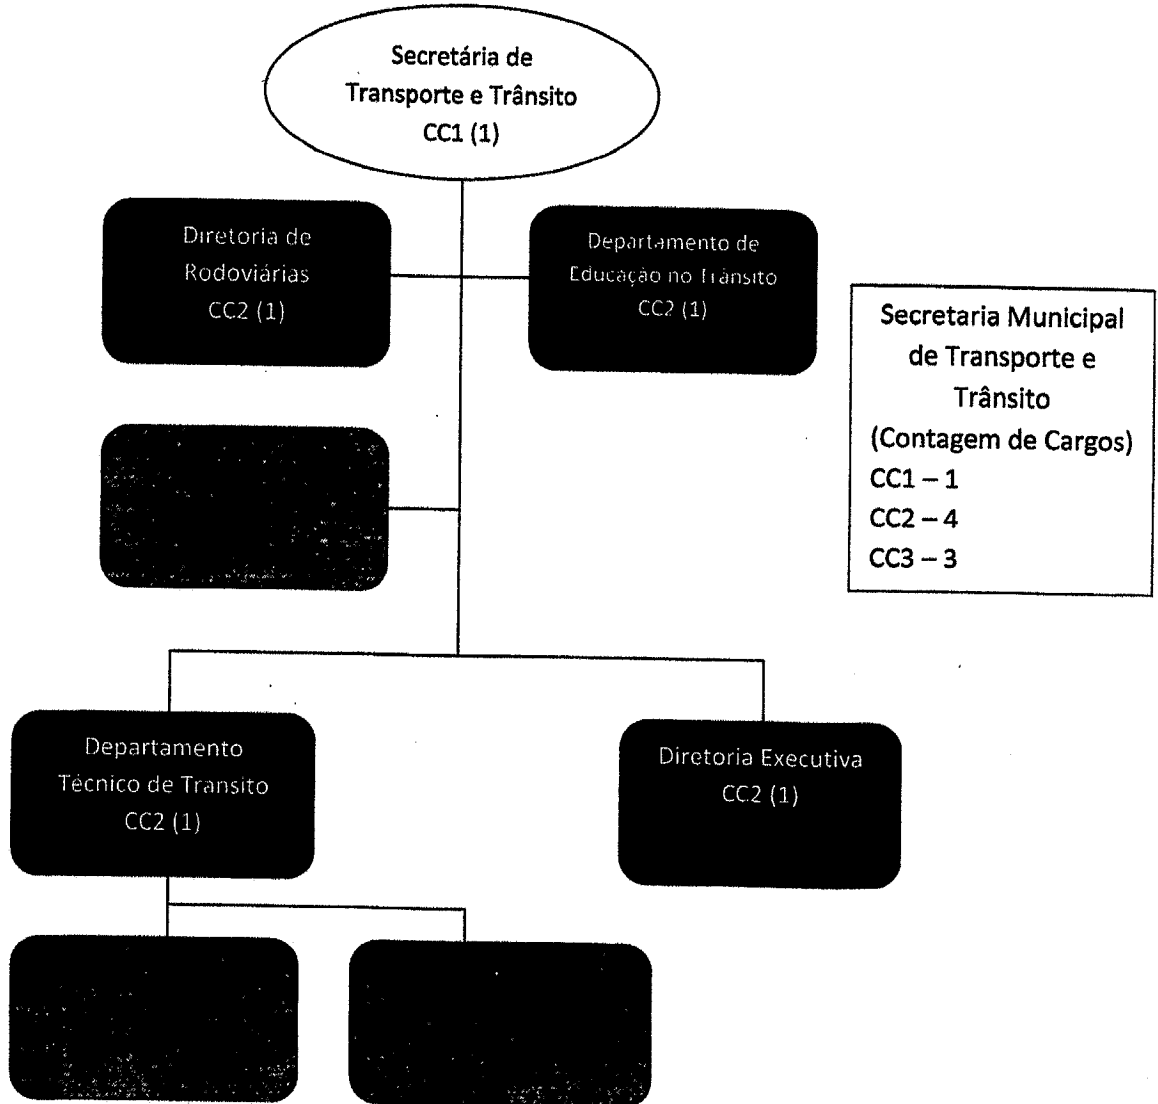 Secretária de
Transporte e Trânsito
CC1 (1)
Diretoria de
Rodoviárias
CC2 (1)
Departamento de
Educação no Trânsito
CC2 (1)
Secretaria Municipal
de Transporte e
Trânsito
(Contagem de Cargos)
CC1 – 1
CC2 – 4
CC3 – 3
Departamento
Técnico de Transito
CC2 (1)
Diretoria Executiva
CC2 (1)